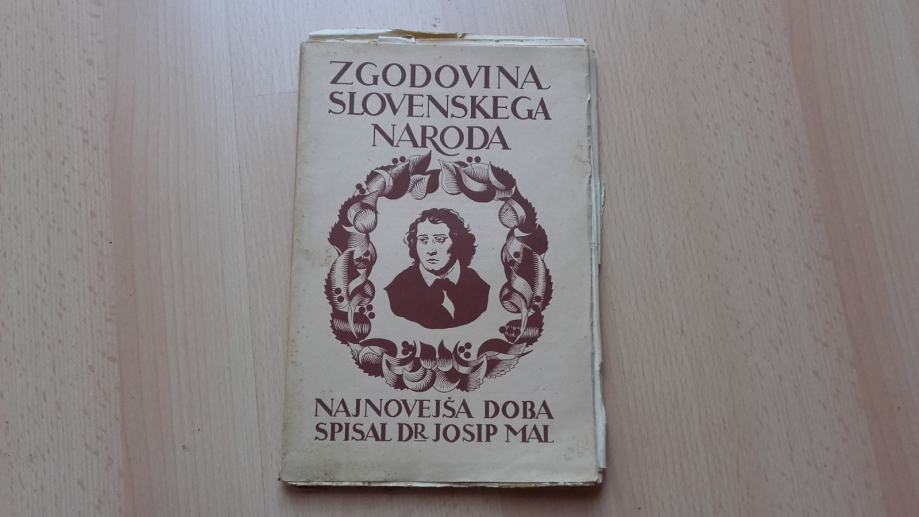 ZGODOVINA
SLOVENSKEGA
NARODA
NAJNOVEJŠA DOBA
SPISAL DR JOSIP MAL